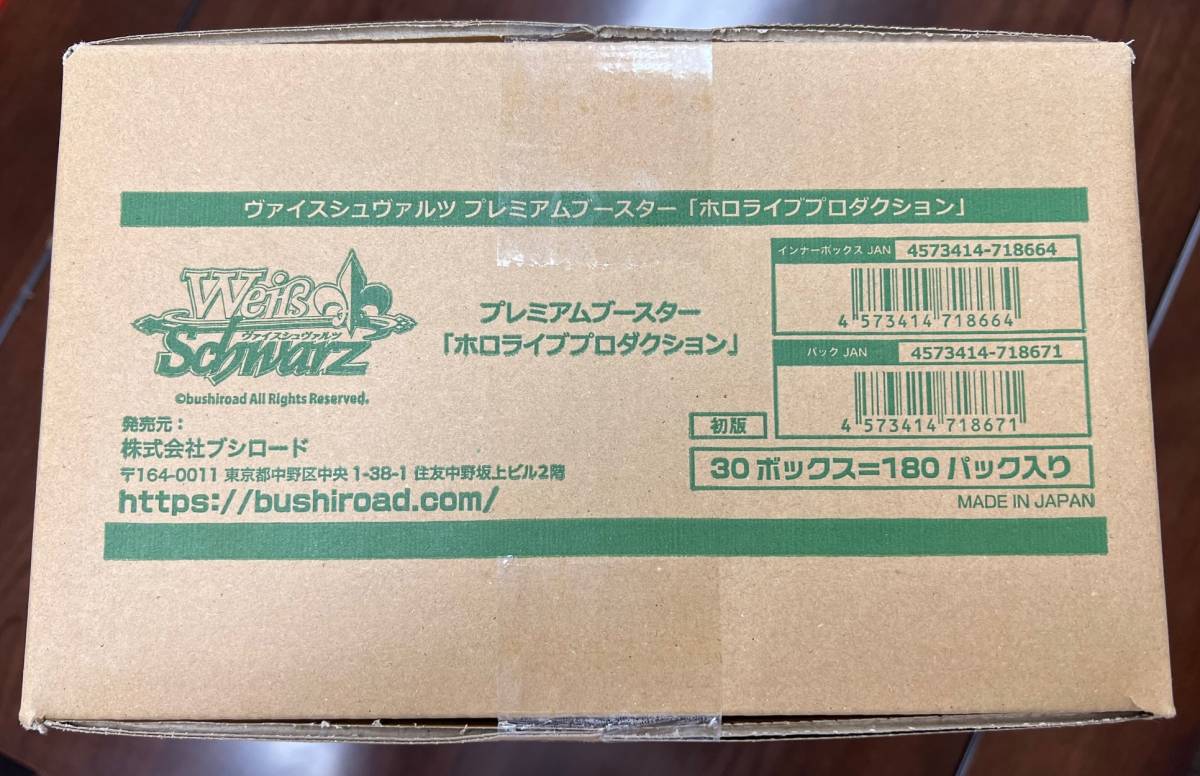 ヴァイスシュヴァルツ プレミアムブースター「ホロライブプロダクション」
Weiß
ヴァイスシュヴァルツ
Schwarz
©bushiroad All Rights Reserved.
プレミアムブースター
「ホロライブプロダクション」
インナーボックス JAN 4573414-718664
4 573414 718664
パック JAN 4573414-718671
4 573414 718671
発売元：
株式会社ブシロード
〒164-0011 東京都中野区中央1-38-1 住友中野坂上ビル2階
https://bushiroad.com/
初版
30ボックス=180パック入り
MADE IN JAPAN